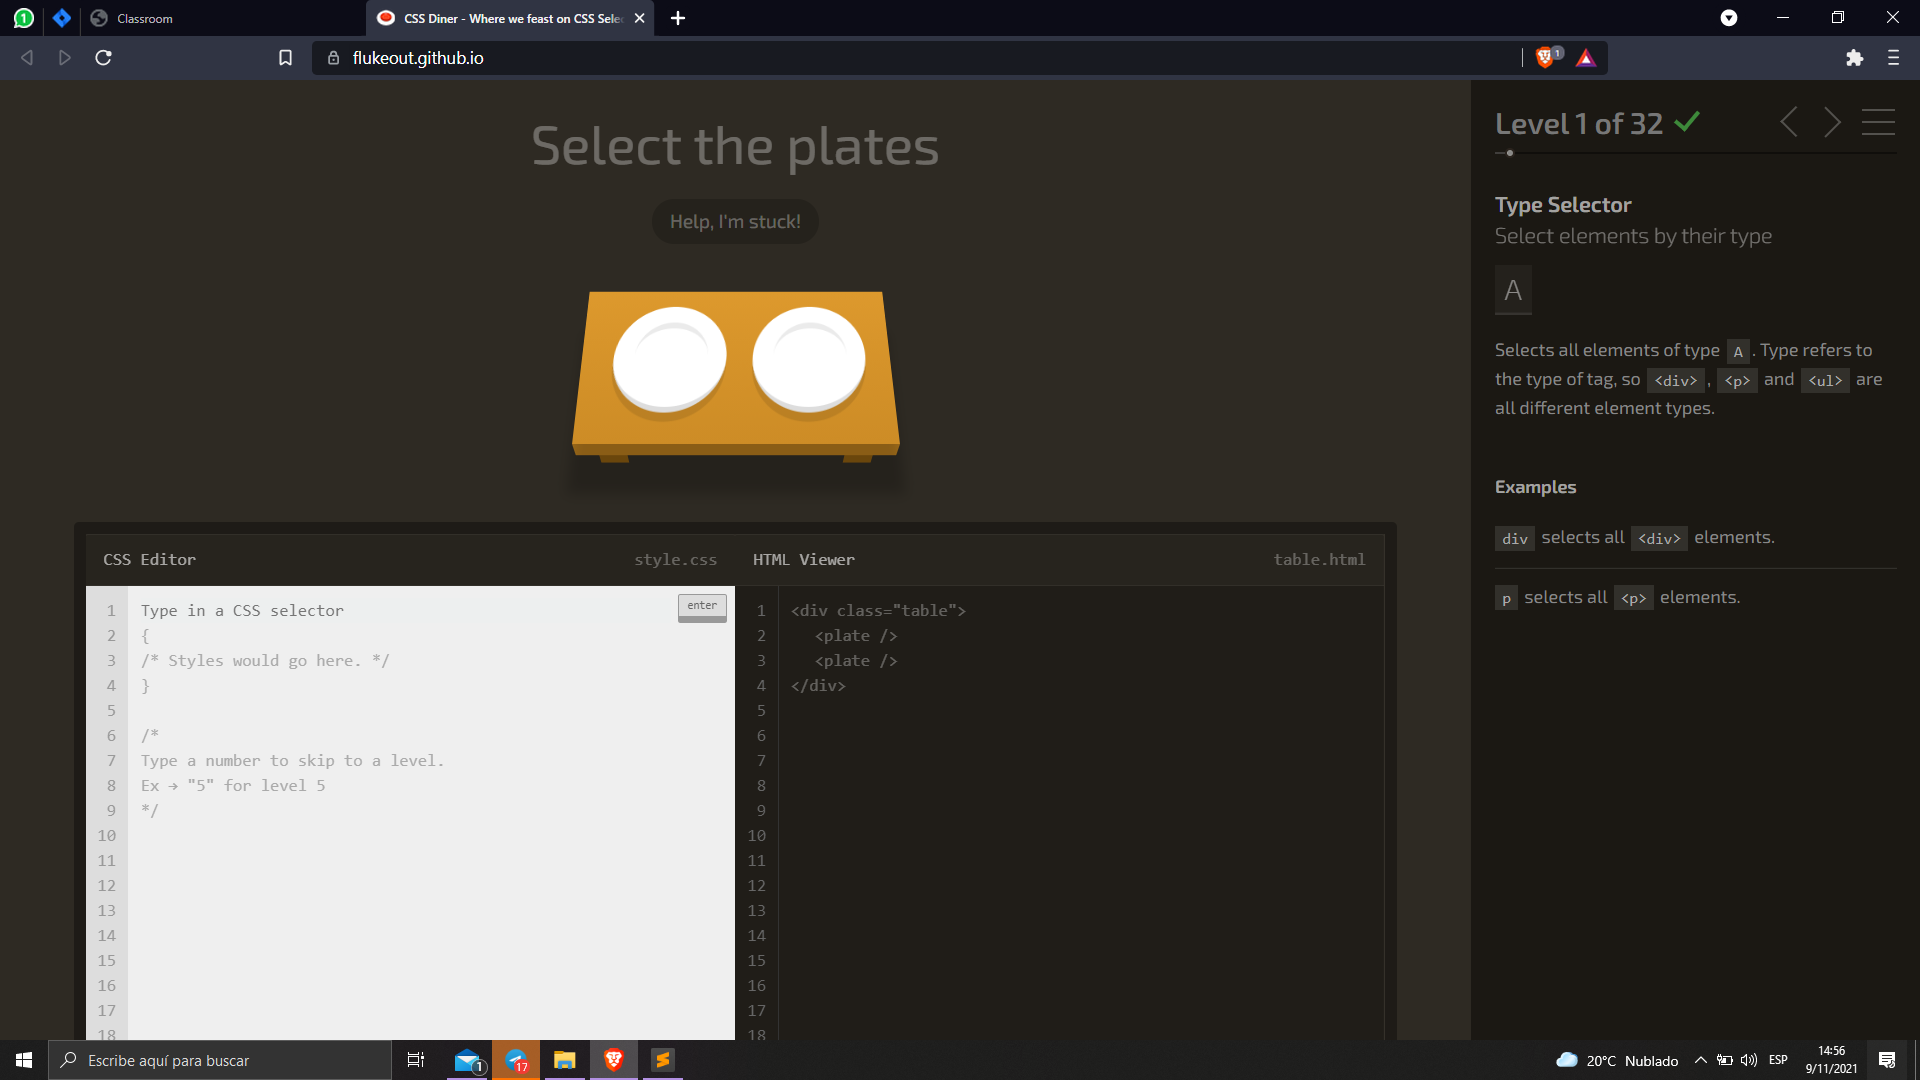 1
Classroom
CSS Diner - Where we feast on CSS Sele
flukeout.github.io
1
Select the plates
Help, I'm stuck!
CSS Editor
style.css
HTML Viewer
table.html
1 Type in a CSS selector
enter
2 {
3 /* Styles would go here. */
4 }
5
6 /*
7 Type a number to skip to a level.
8 Ex → "5" for level 5
9 */
10
11
12
13
14
15
16
17
18
1 <div class="table">
2 <plate />
3 <plate />
4 </div>
5
6
7
8
9
10
11
12
13
14
15
16
17
18
Level 1 of 32
Type Selector
Select elements by their type
A
Selects all elements of type A . Type refers to
the type of tag, so <div> , <p> and <ul> are
all different element types.
Examples
div selects all <div> elements.
p selects all <p> elements.
Escribe aquí para buscar
1
17
20°C Nublado
ESP
14:56
9/11/2021